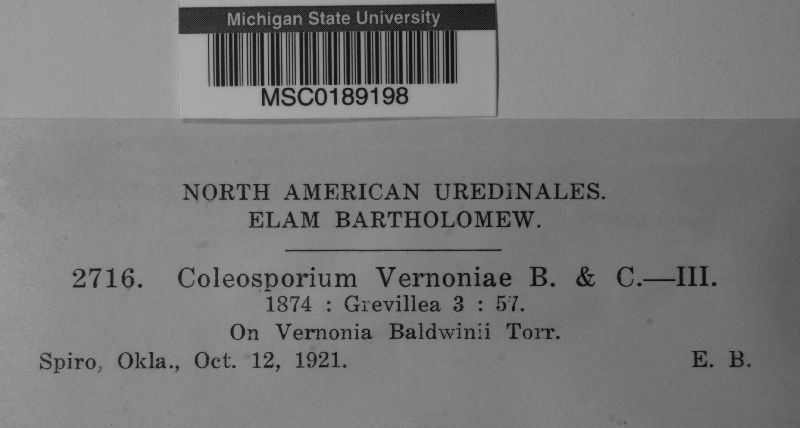 Michigan State University
MSC0189198
NORTH AMERICAN UREDINALES.
ELAM BARTHOLOMEW.
2716. Coleosporium Vernoniae B. & C.—III.
1874 : Grevillea 3 : 57.
On Vernonia Baldwinii Torr.
Spiro, Okla., Oct. 12, 1921. E. B.